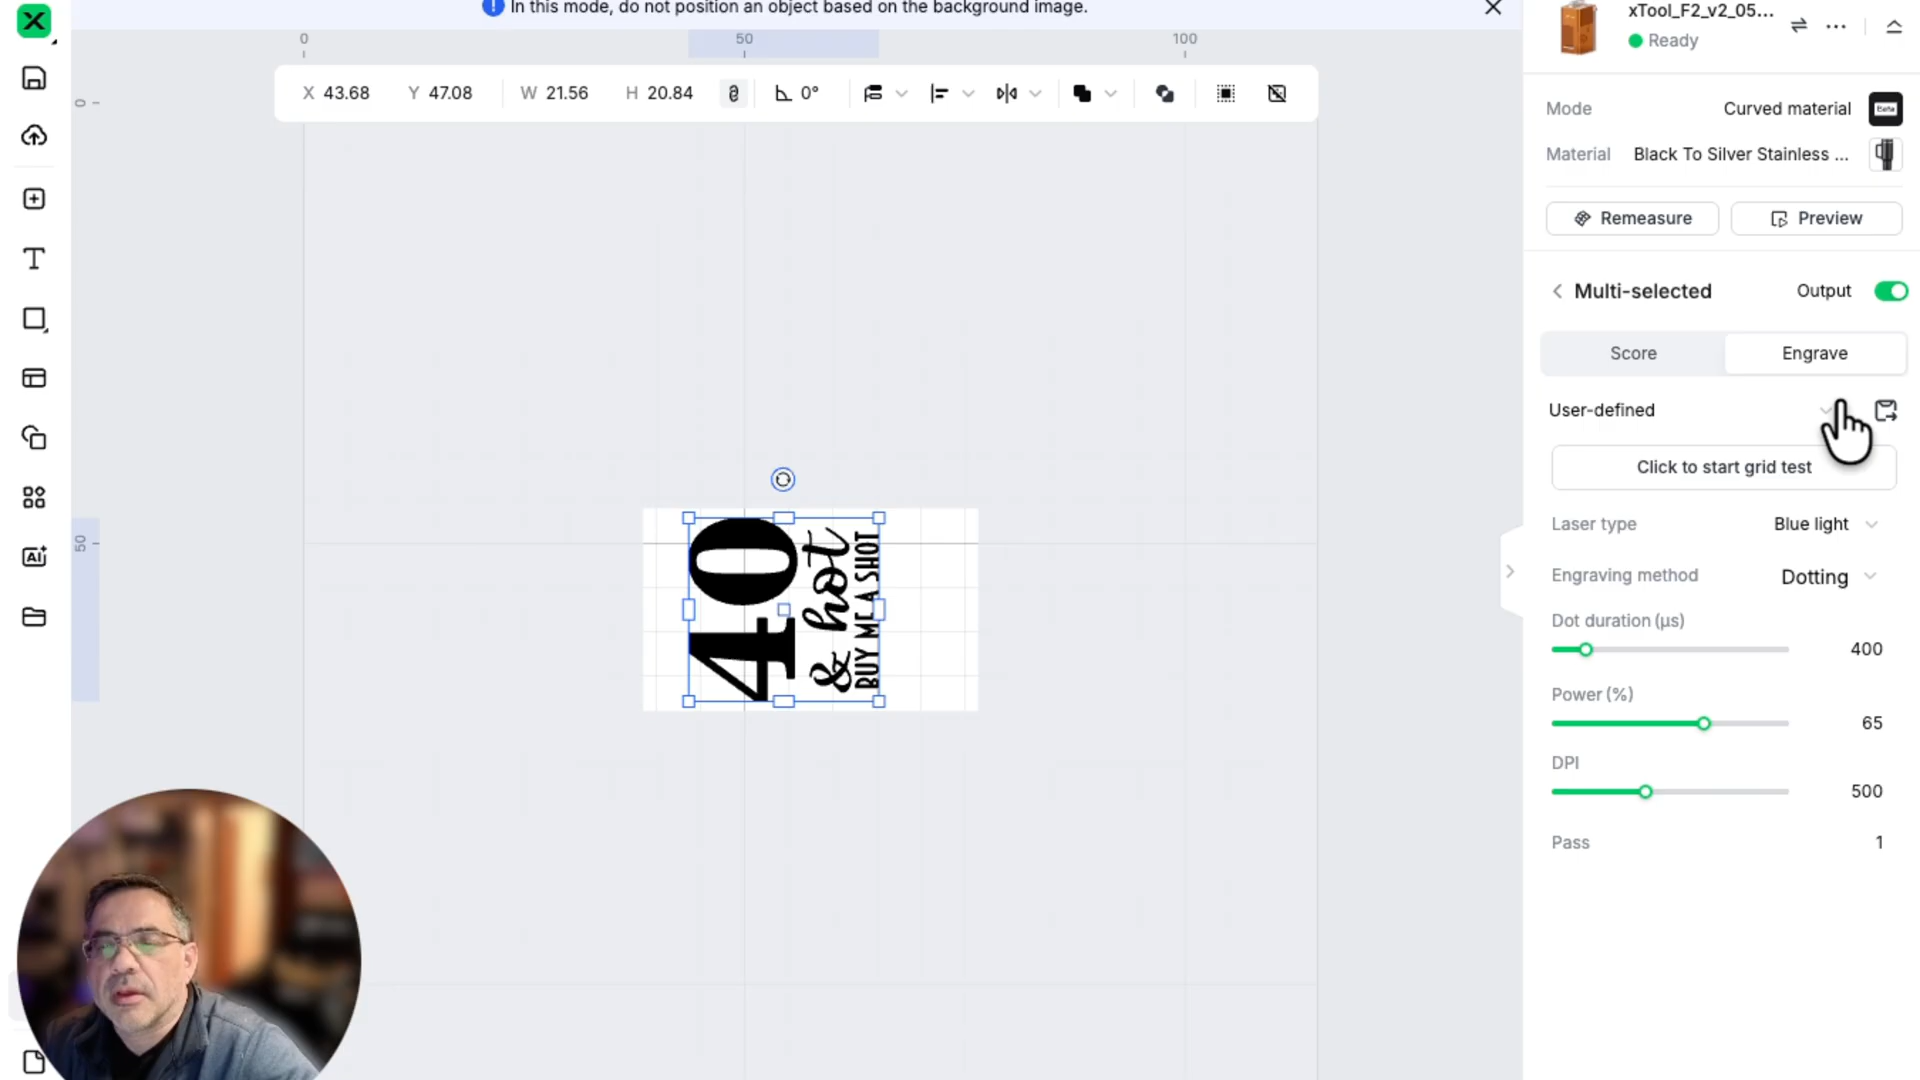 In this mode, do not position an object based on the background image.
xTool_F2_v2_05...
Ready
0
50
100
X 43.68
Y 47.08
W 21.56
H 20.84
0°
0
50
Mode
Curved material
Material
Black To Silver Stainless ...
Remeasure
Preview
Multi-selected
Output
Score
Engrave
User-defined
Click to start grid test
Laser type
Blue light
Engraving method
Dotting
Dot duration (µs)
400
Power (%)
65
DPI
500
Pass
1
AI
40
& hot
BUY ME A SHOT